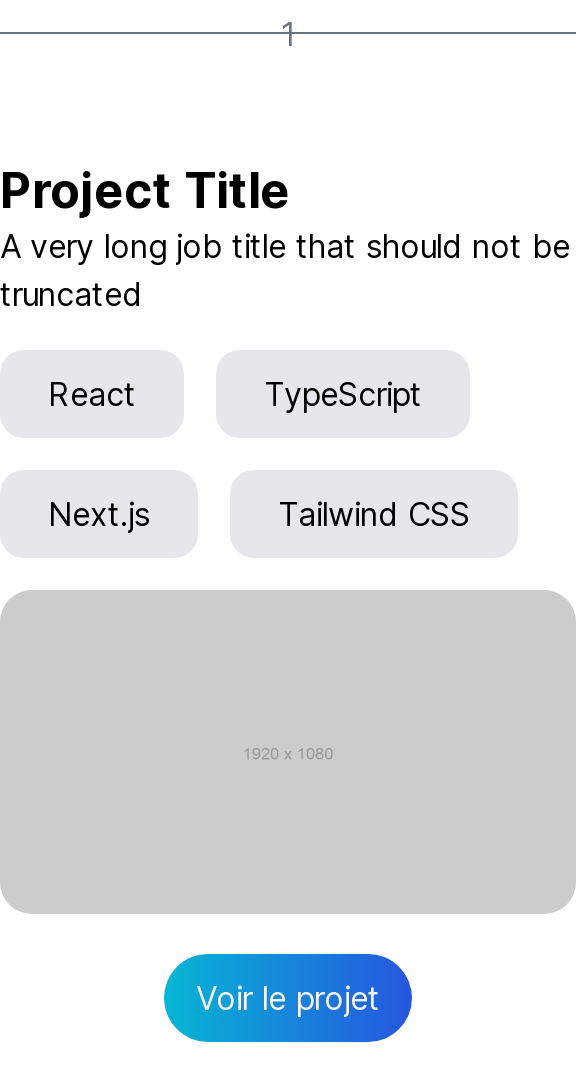 1
Project Title
A very long job title that should not be
truncated
React TypeScript
Next.js Tailwind CSS
1920 x 1080
Voir le projet